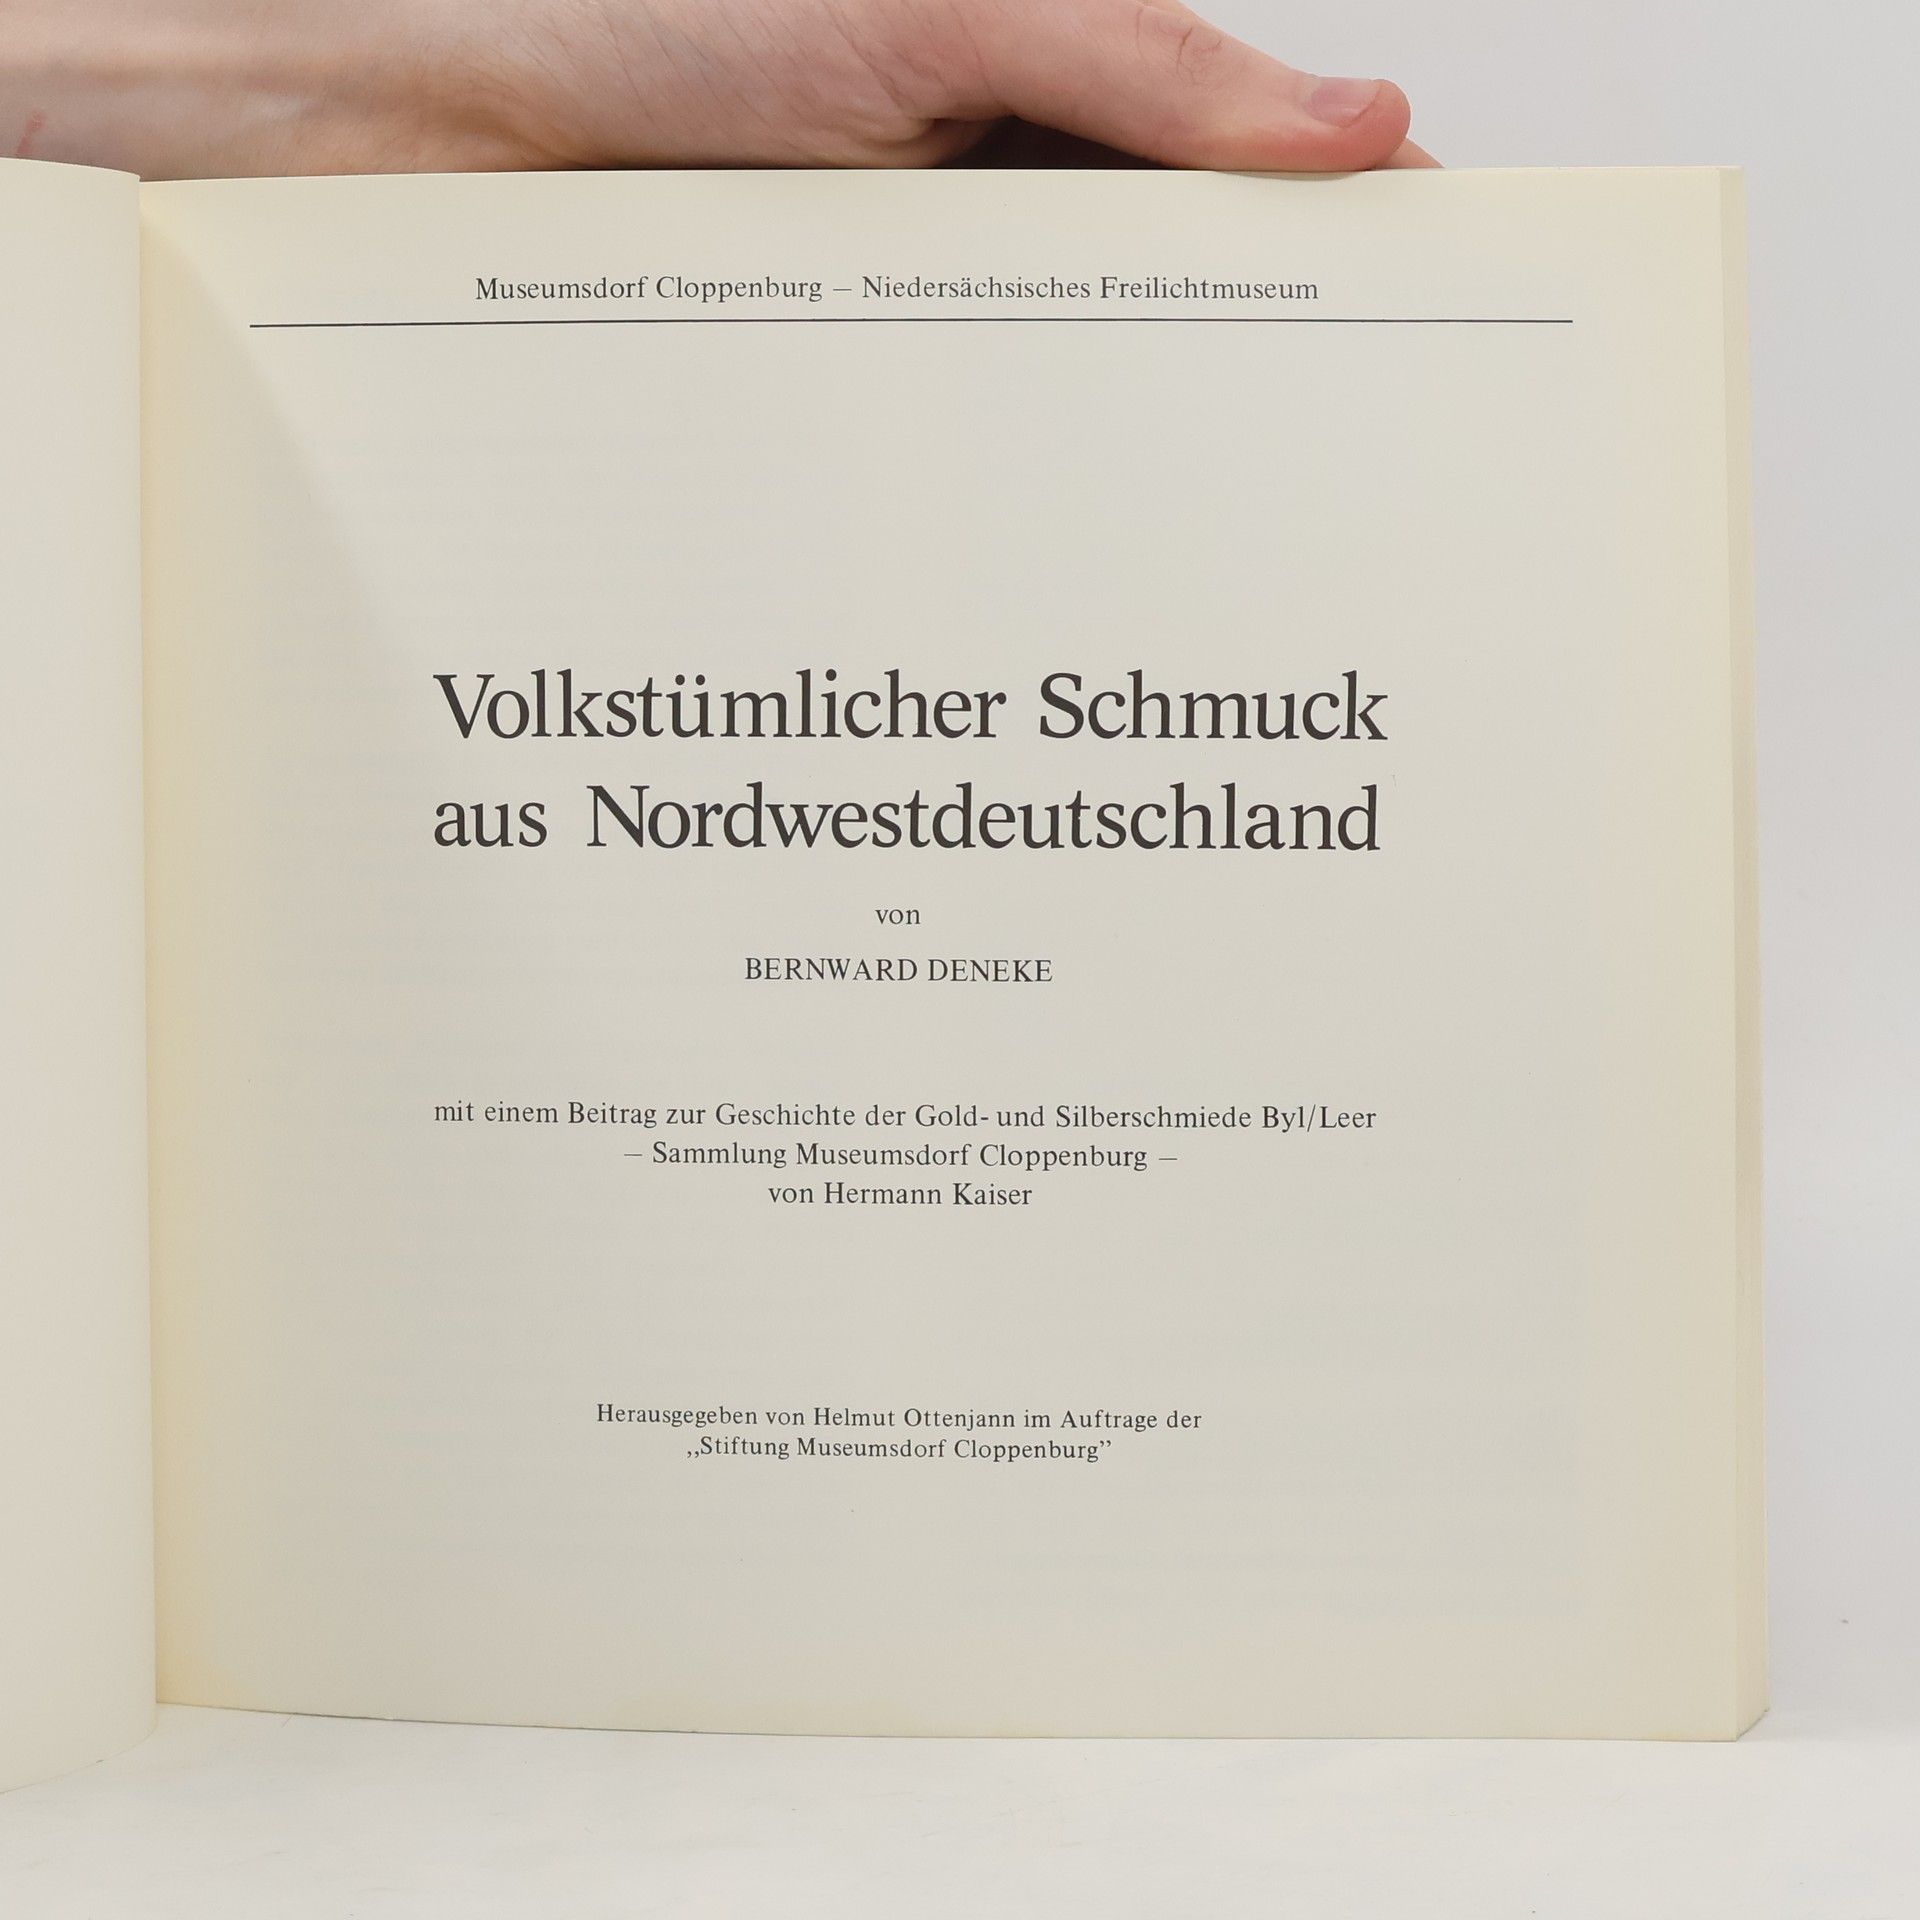 Museumsdorf Cloppenburg — Niedersächsisches Freilichtmuseum
Volkstümlicher Schmuck
aus Nordwestdeutschland
von
BERNWARD DENEKE
mit einem Beitrag zur Geschichte der Gold- und Silberschmiede Byl/Leer
— Sammlung Museumsdorf Cloppenburg —
von Hermann Kaiser
Herausgegeben von Helmut Ottenjann im Auftrage der
,,Stiftung Museumsdorf Cloppenburg”